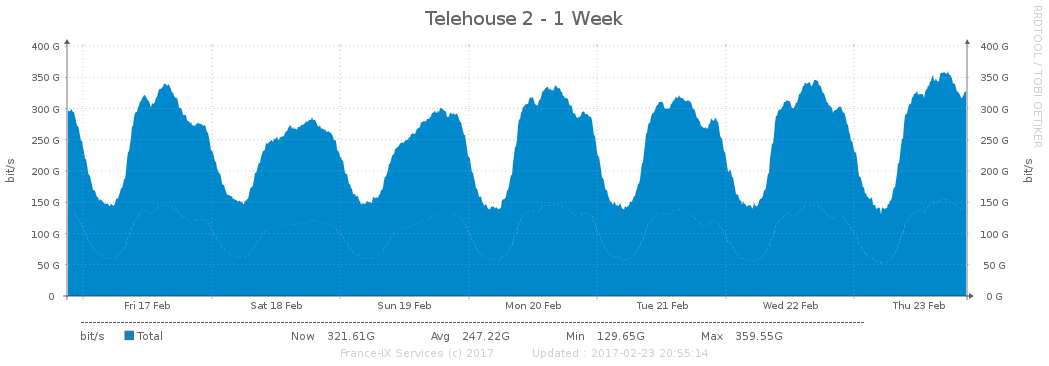 Telehouse 2 - 1 Week
RRDTOOL / TOBI OETIKER
400 G 400 G
350 G 350 G
300 G 300 G
250 G 250 G
200 G 200 G
150 G 150 G
100 G 100 G
50 G 50 G
0 0 G
bit/s bit/s
Fri 17 Feb Sat 18 Feb Sun 19 Feb Mon 20 Feb Tue 21 Feb Wed 22 Feb Thu 23 Feb
bit/s Total Now 321.61G Avg 247.22G Min 129.65G Max 359.55G
France-IX Services (c) 2017 Updated : 2017-02-23 20:55:14